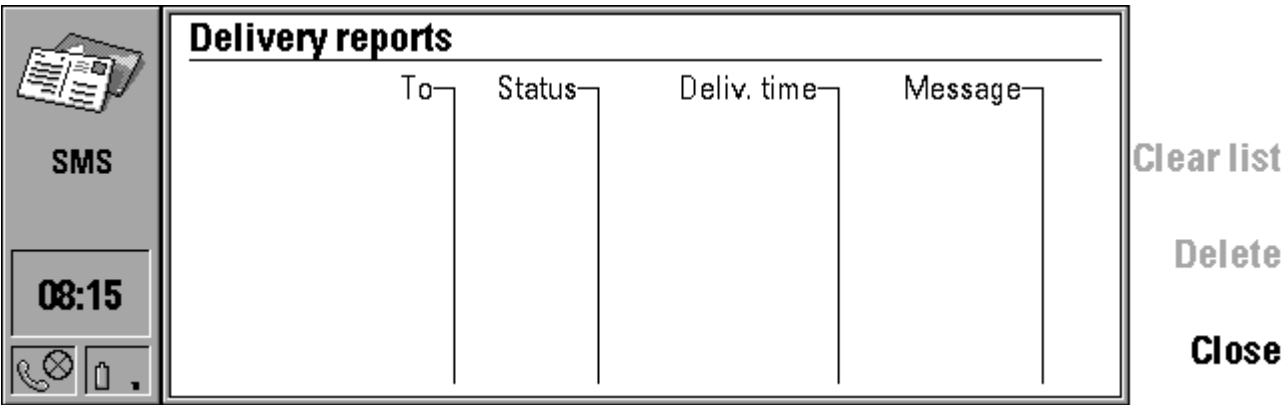 SMS
08:15
Delivery reports
To Status Deliv. time Message
Clear list
Delete
Close